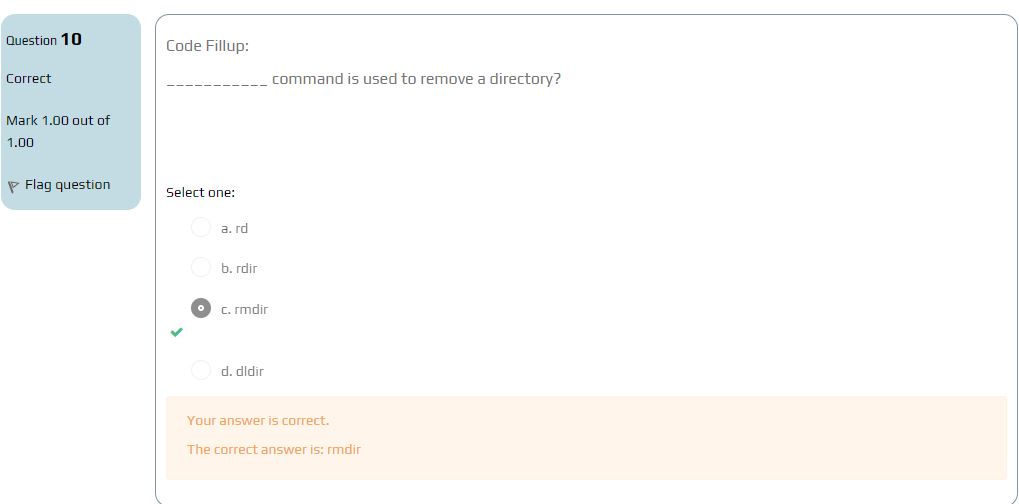 Question 10
Correct
Mark 1.00 out of
1.00
Flag question
Code Fillup:
___________ command is used to remove a directory?
Select one:
a. rd
b. rdir
c. rmdir
d. dldir
Your answer is correct.
The correct answer is: rmdir